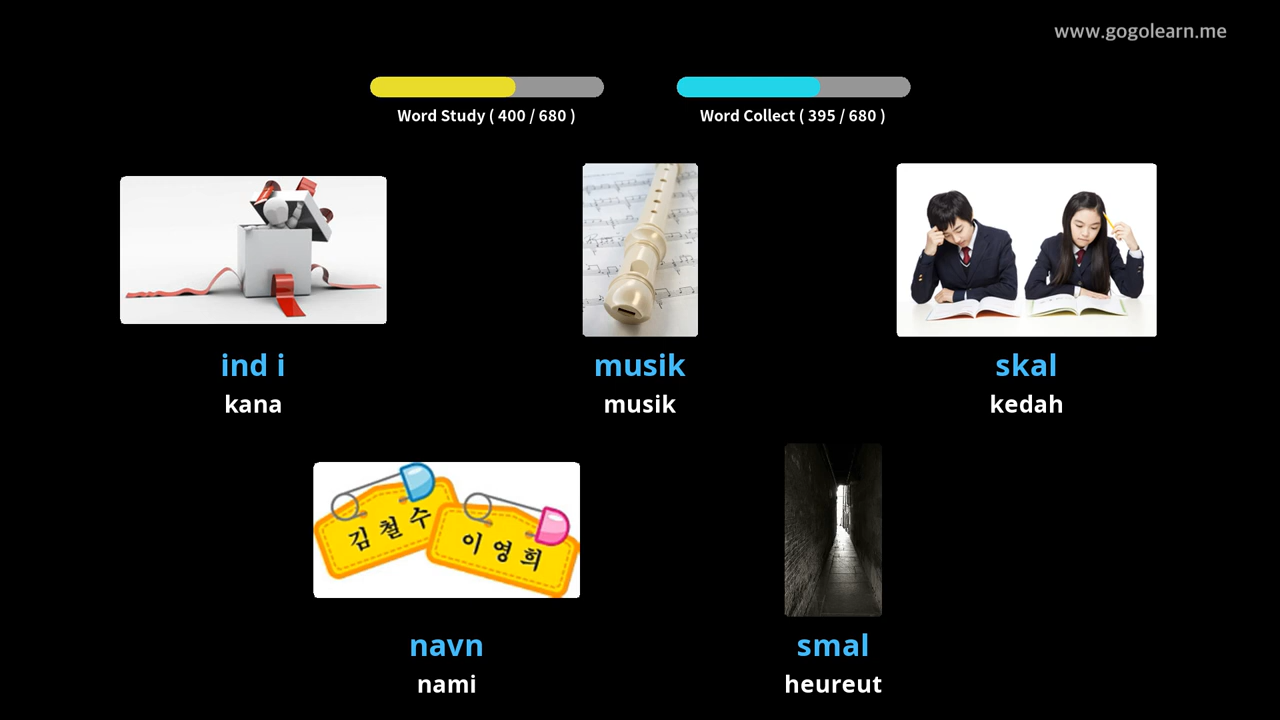 www.gogolearn.me
Word Study ( 400 / 680 )
Word Collect ( 395 / 680 )
ind i
kana
musik
musik
skal
kedah
김철수
이영희
navn
nami
smal
heureut